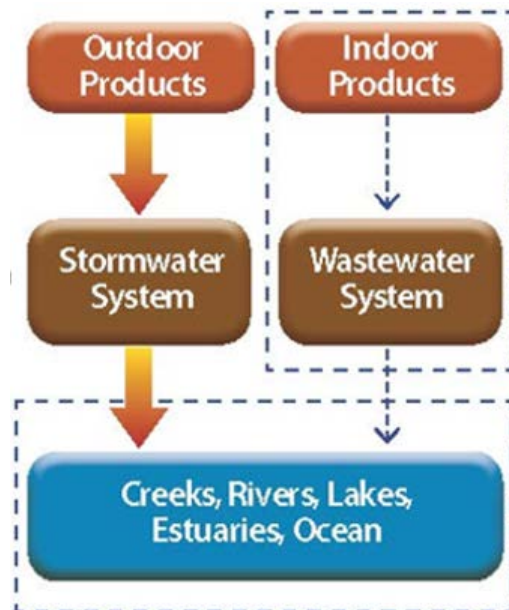 Outdoor
Products
Indoor
Products
Stormwater
System
Wastewater
System
Creeks, Rivers, Lakes,
Estuaries, Ocean